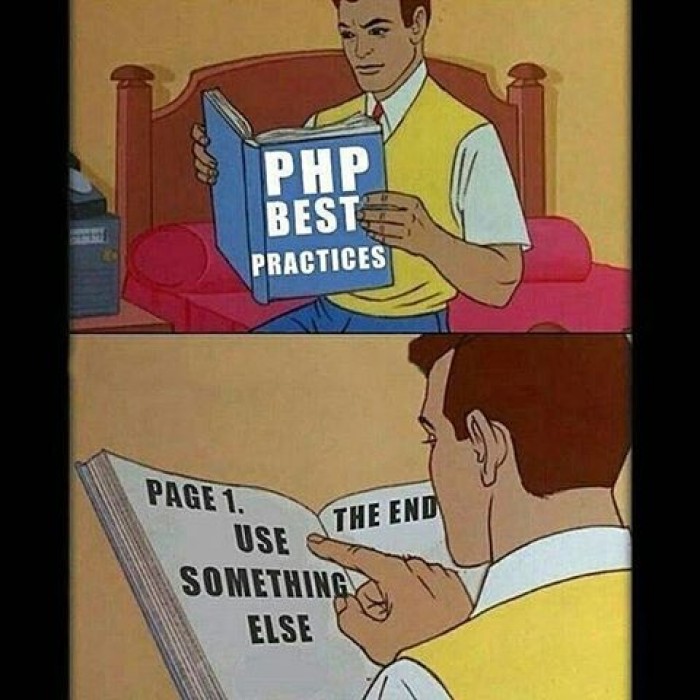 PHP
BEST
PRACTICES
PAGE 1.
USE
SOMETHING
ELSE
THE END